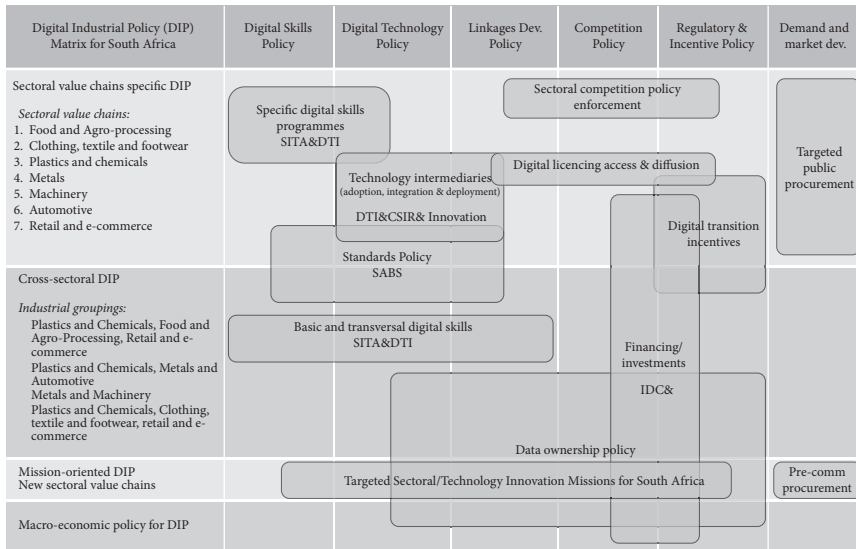 Digital Industrial Policy (DIP)
Matrix for South Africa
Digital Skills
Policy
Digital Technology
Policy
Linkages Dev.
Policy
Competition
Policy
Regulatory &
Incentive Policy
Demand and
market dev.
Sectoral value chains specific DIP
Sectoral value chains:
1. Food and Agro-processing
2. Clothing, textile and footwear
3. Plastics and chemicals
4. Metals
5. Machinery
6. Automotive
7. Retail and e-commerce
Specific digital skills
programmes
SITA&DTI
Sectoral competition policy
enforcement
Technology intermediaries
(adoption, integration & deployment)
DTI&CSIR& Innovation
Digital licencing access & diffusion
Targeted
public
procurement
Digital transition
incentives
Standards Policy
SABS
Cross-sectoral DIP
Industrial groupings:
Plastics and Chemicals, Food and
Agro-Processing, Retail and e-
commerce
Plastics and Chemicals, Metals and
Automotive
Metals and Machinery
Plastics and Chemicals, Clothing,
textile and footwear, retail and e-
commerce
Basic and transversal digital skills
SITA&DTI
Financing/
investments
IDC&
Data ownership policy
Mission-oriented DIP
New sectoral value chains
Targeted Sectoral/Technology Innovation Missions for South Africa
Pre-comm
procurement
Macro-economic policy for DIP